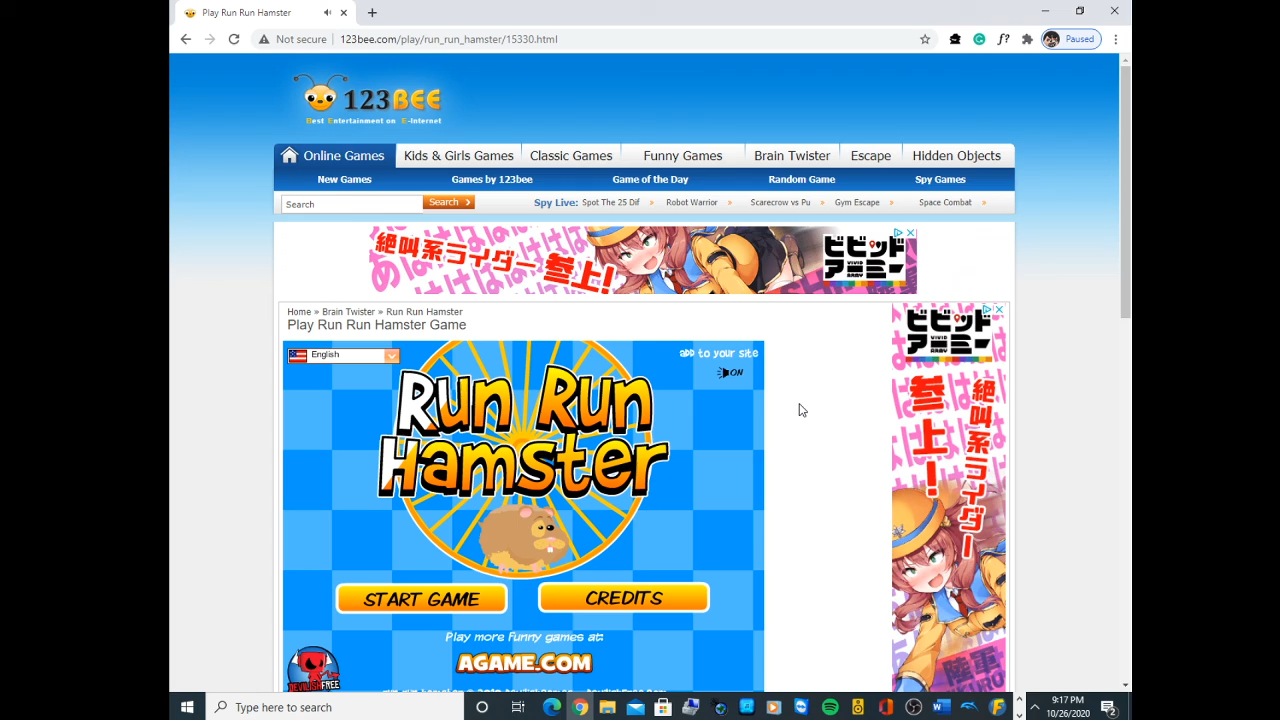 Play Run Run Hamster
Not secure
123bee.com/play/run_run_hamster/15330.html
Paused
123BEE
Best Entertainment on E-Internet
Online Games
Kids & Girls Games
Classic Games
Funny Games
Brain Twister
Escape
Hidden Objects
New Games
Games by 123bee
Game of the Day
Random Game
Spy Games
Search
Search
Spy Live:
Spot The 25 Dif
Robot Warrior
Scarecrow vs Pu
Gym Escape
Space Combat
絶叫系ライダー 参上!
ビビッドアーミー
VIVID ARMY
Home » Brain Twister » Run Run Hamster
Play Run Run Hamster Game
English
add to your site
ON
Run Run
Hamster
START GAME
CREDITS
Play more funny games at:
AGAME.COM
DEVILISHFREE
ビビッド
アーミー
絶叫系ライダー
参上!
Type here to search
9:17 PM
10/26/2020
2